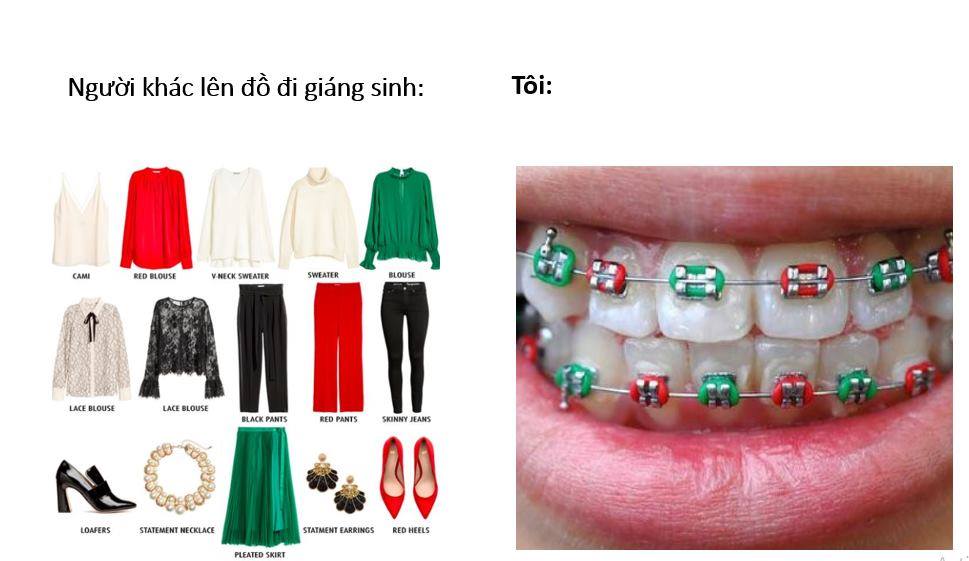 Người khác lên đồ đi giáng sinh:
Tôi:
CAMI
RED BLOUSE
V-NECK SWEATER
SWEATER
BLOUSE
LACE BLOUSE
LACE BLOUSE
BLACK PANTS
RED PANTS
SKINNY JEANS
LOAFERS
STATEMENT NECKLACE
PLEATED SKIRT
STATMENT EARRINGS
RED HEELS